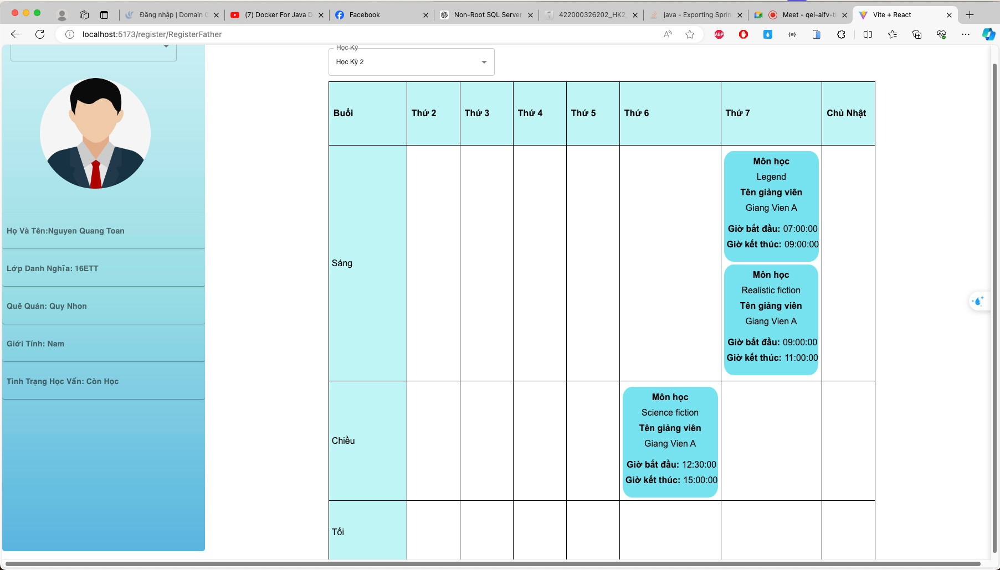 Đăng nhập | Domain C
(7) Docker For Java D
Facebook
Non-Root SQL Server
422000326202_HK2_
java - Exporting Sprin
Meet - qei-aifv-ti
Vite + React
localhost:5173/register/RegisterFather
ABP
Học Kỳ
Học Kỳ 2
Họ Và Tên:Nguyen Quang Toan
Lớp Danh Nghĩa: 16ETT
Quê Quán: Quy Nhon
Giới Tính: Nam
Tình Trạng Học Vấn: Còn Học
Buổi Thứ 2 Thứ 3 Thứ 4 Thứ 5 Thứ 6 Thứ 7 Chủ Nhật
Sáng
Môn học
Legend
Tên giảng viên
Giang Vien A
Giờ bắt đầu: 07:00:00
Giờ kết thúc: 09:00:00
Môn học
Realistic fiction
Tên giảng viên
Giang Vien A
Giờ bắt đầu: 09:00:00
Giờ kết thúc: 11:00:00
Chiều
Môn học
Science fiction
Tên giảng viên
Giang Vien A
Giờ bắt đầu: 12:30:00
Giờ kết thúc: 15:00:00
Tối